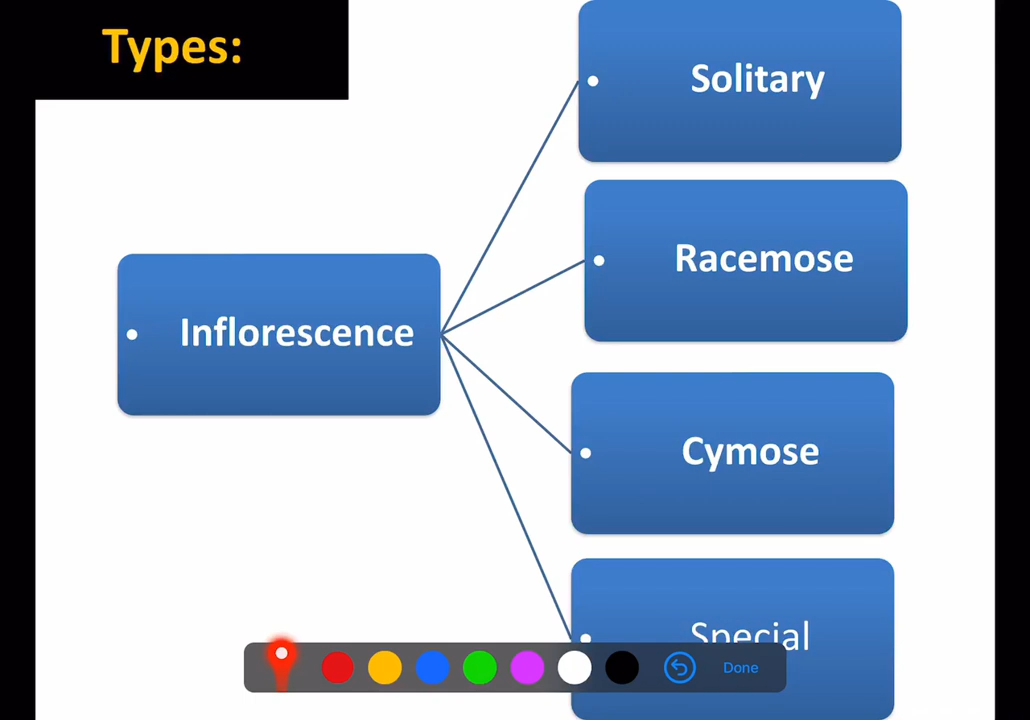 Types:
Solitary
Racemose
Inflorescence
Cymose
Special
Done